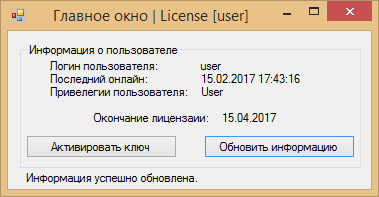 Главное окно | License [user]
Информация о пользователе
Логин пользователя: user
Последний онлайн: 15.02.2017 17:43:16
Привелегии пользователя: User
Окончание лицензаии: 15.04.2017
Активировать ключ Обновить информацию
Информация успешно обновлена.